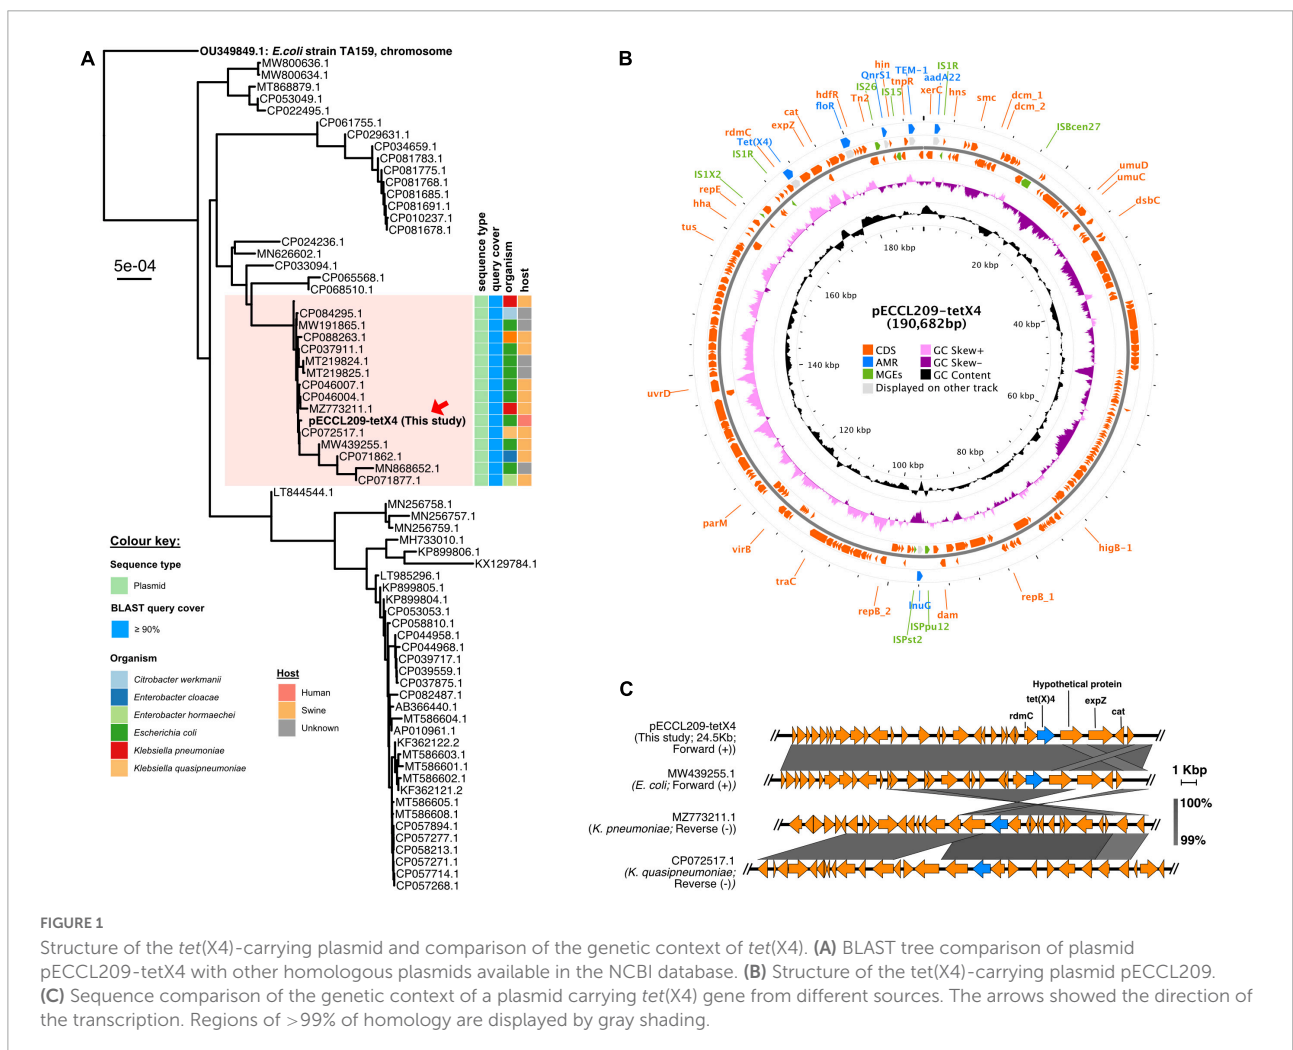 A
OU349849.1: E.coli strain TA159, chromosome
MW800636.1
MW800634.1
MT868879.1
CP053049.1
CP022495.1
CP061755.1
CP029631.1
CP034659.1
CP081783.1
CP081775.1
CP081768.1
CP081685.1
CP081691.1
CP010237.1
CP081678.1
CP024236.1
MN626602.1
CP033094.1
CP065568.1
CP068510.1
5e-04
sequence type
query cover
organism
host
CP084295.1
MW191865.1
CP088263.1
CP037911.1
MT219824.1
MT219825.1
CP046007.1
CP046004.1
MZ773211.1
pECCL209-tetX4 (This study)
CP072517.1
MW439255.1
CP071862.1
MN868652.1
CP071877.1
LT844544.1
MN256758.1
MN256757.1
MN256759.1
MH733010.1
KP899806.1
KX129784.1
LT985296.1
KP899805.1
KP899804.1
CP053053.1
CP058810.1
CP044958.1
CP044968.1
CP039717.1
CP039559.1
CP037875.1
CP082487.1
AB366440.1
MT586604.1
AP010961.1
KF362122.2
MT586603.1
MT586601.1
MT586602.1
KF362121.2
MT586605.1
MT586608.1
CP057894.1
CP057277.1
CP058213.1
CP057271.1
CP057714.1
CP057268.1
Colour key:
Sequence type
Plasmid
BLAST query cover
≥ 90%
Organism
Citrobacter werkmanii
Enterobacter cloacae
Enterobacter hormaechei
Escherichia coli
Klebsiella pneumoniae
Klebsiella quasipneumoniae
Host
Human
Swine
Unknown
B
tus
hha
repE
IS1X2
IS1R
Tet(X4)
rdmC
expZ
cat
floR
hdfR
Tn2
IS26
QnrS1
hin
IS15
tnpR
TEM-1
xerC
aadA22
IS1R
hns
smc
dcm_1
dcm_2
ISBcen27
umuD
umuC
dsbC
higB-1
repB_1
dam
ISPpu12
lnuG
ISPst2
repB_2
traC
virB
parM
uvrD
180 kbp
20 kbp
160 kbp
40 kbp
140 kbp
60 kbp
120 kbp
80 kbp
100 kbp
pECCL209-tetX4
(190,682bp)
CDS
GC Skew+
AMR
GC Skew-
MGEs
GC Content
Displayed on other track
C
Hypothetical protein
tet(X)4
expZ
rdmC
cat
pECCL209-tetX4
(This study; 24.5Kb;
Forward (+))
MW439255.1
(E. coli; Forward (+))
MZ773211.1
(K. pneumoniae; Reverse (-))
CP072517.1
(K. quasipneumoniae;
Reverse (-))
1 Kbp
100%
99%
FIGURE 1
Structure of the tet(X4)-carrying plasmid and comparison of the genetic context of tet(X4). (A) BLAST tree comparison of plasmid
pECCL209-tetX4 with other homologous plasmids available in the NCBI database. (B) Structure of the tet(X4)-carrying plasmid pECCL209.
(C) Sequence comparison of the genetic context of a plasmid carrying tet(X4) gene from different sources. The arrows showed the direction of
the transcription. Regions of >99% of homology are displayed by gray shading.